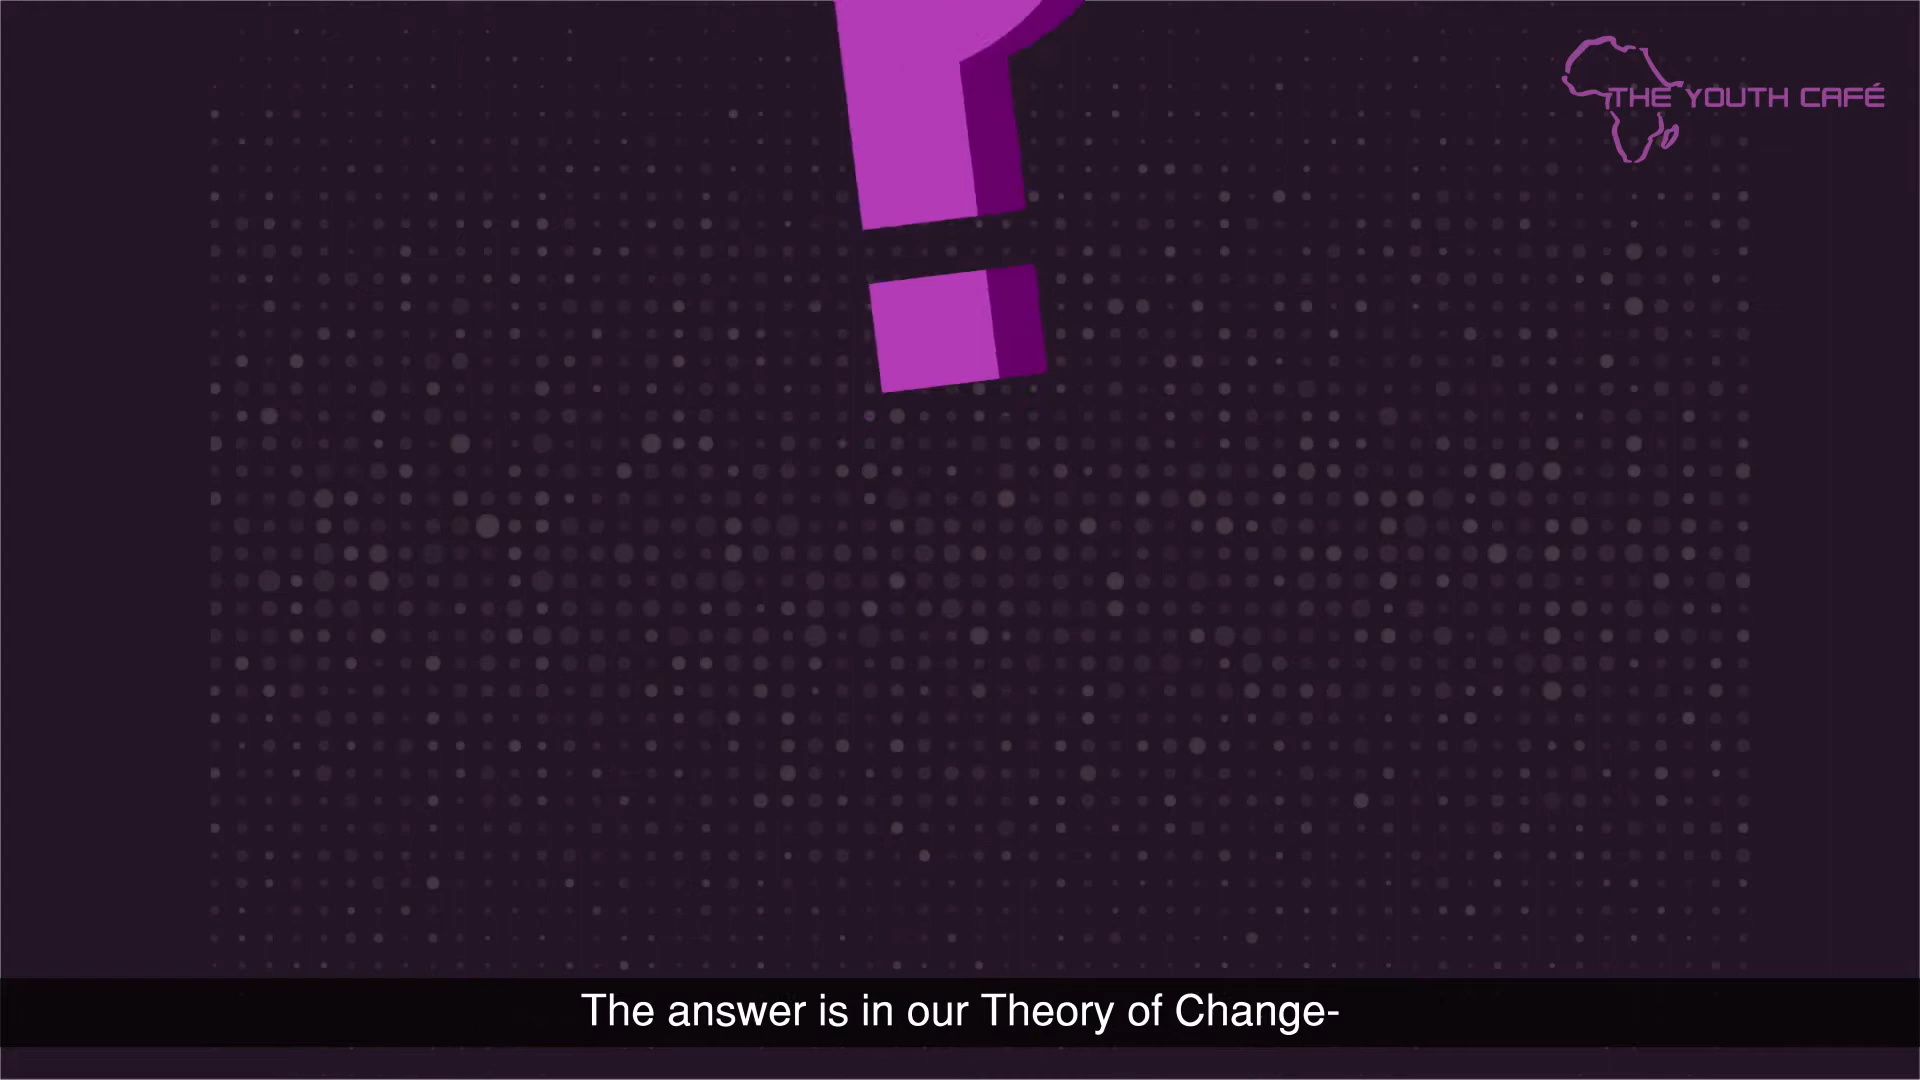 THE YOUTH CAFÉ
?
The answer is in our Theory of Change-